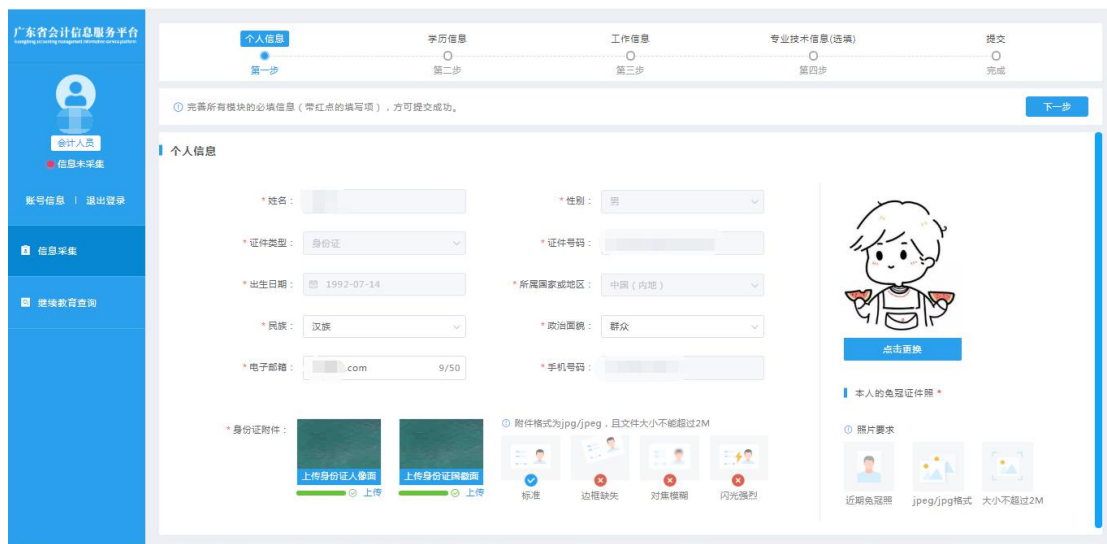 广东省会计信息服务平台
会计人员
信息未采集
账号信息 | 退出登录
信息采集
继续教育查询
个人信息 学历信息 工作信息 专业技术信息(选填) 提交
第一步 第二步 第三步 第四步 完成
完善所有模块的必填信息(带红点的填写项),方可提交成功。 下一步
个人信息
*姓名: *性别: 男
*证件类型: 身份证 *证件号码:
*出生日期: 1992-07-14 *所属国家或地区: 中国(内地)
*民族: 汉族 *政治面貌: 群众
*电子邮箱: .com 9/50 *手机号码:
点击更换
本人的免冠证件照 *
*身份证附件: 附件格式为jpg/jpeg,且文件大小不能超过2M
上传身份证人像面 上传身份证国徽面
上传 上传
标准 边框缺失 对焦模糊 闪光强烈
照片要求
近期免冠照 jpeg/jpg格式 大小不超过2M